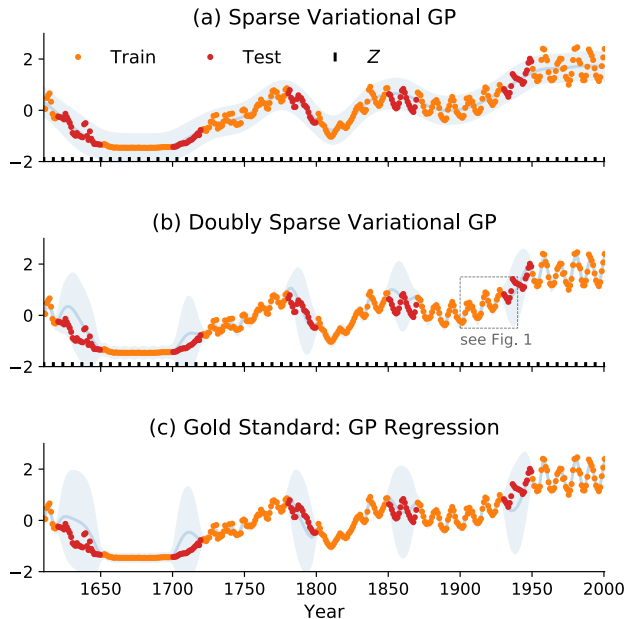 (a) Sparse Variational GP
Train Test Z
2
0
−2
(b) Doubly Sparse Variational GP
2
0
−2
see Fig. 1
(c) Gold Standard: GP Regression
2
0
−2
1650 1700 1750 1800 1850 1900 1950 2000
Year